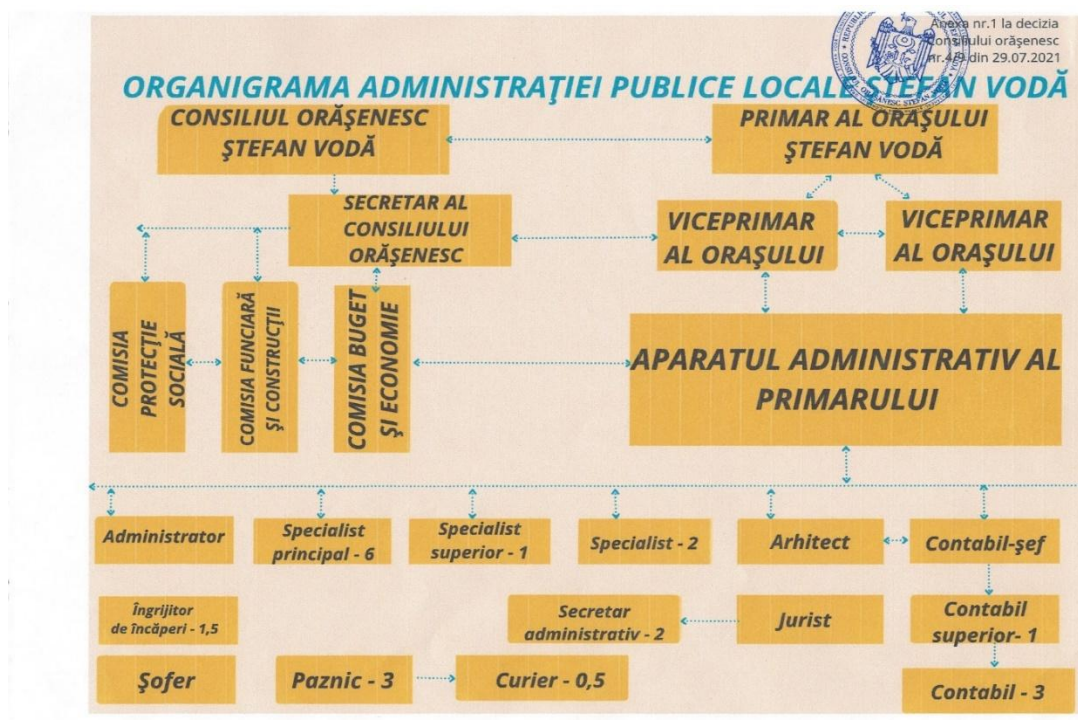 Anexa nr.1 la decizia
Consiliului orăşenesc
nr.4/9 din 29.07.2021
ORGANIGRAMA ADMINISTRAŢIEI PUBLICE LOCALE ŞTEFAN VODĂ
CONSILIUL ORĂŞENESC
ŞTEFAN VODĂ
PRIMAR AL ORAŞULUI
ŞTEFAN VODĂ
SECRETAR AL
CONSILIULUI
ORĂŞENESC
VICEPRIMAR
AL ORAŞULUI
VICEPRIMAR
AL ORAŞULUI
COMISIA
PROTECŢIE
SOCIALĂ
COMISIA FUNCIARĂ
ŞI CONSTRUCŢII
COMISIA BUGET
ŞI ECONOMIE
APARATUL ADMINISTRATIV AL
PRIMARULUI
Administrator
Specialist
principal - 6
Specialist
superior - 1
Specialist - 2
Arhitect
Contabil-şef
Îngrijitor
de încăperi - 1,5
Secretar
administrativ - 2
Jurist
Contabil
superior- 1
Şofer
Paznic - 3
Curier - 0,5
Contabil - 3